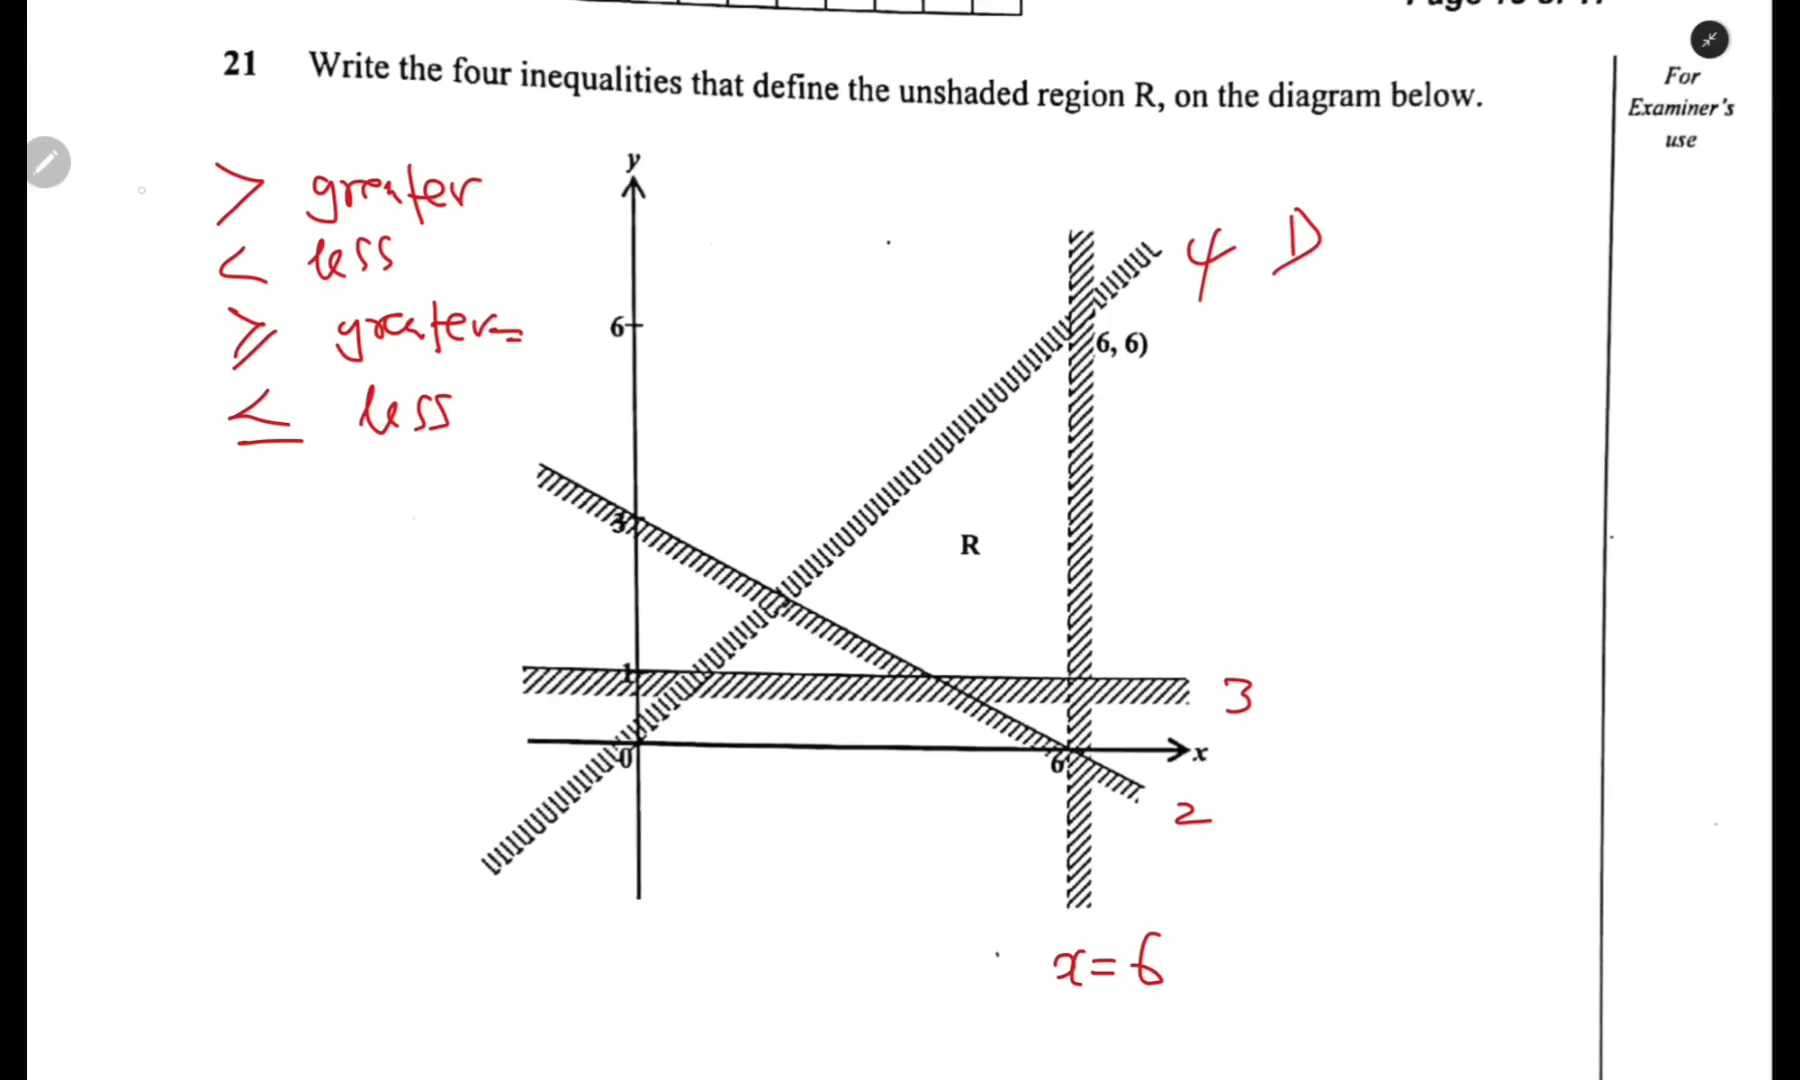 21 Write the four inequalities that define the unshaded region R, on the diagram below.
For
Examiner's
use
> greater
< less
≥ greater=
≤ less
y
4 D
6
(6, 6)
3
R
1
3
0
6
x
2
x=6